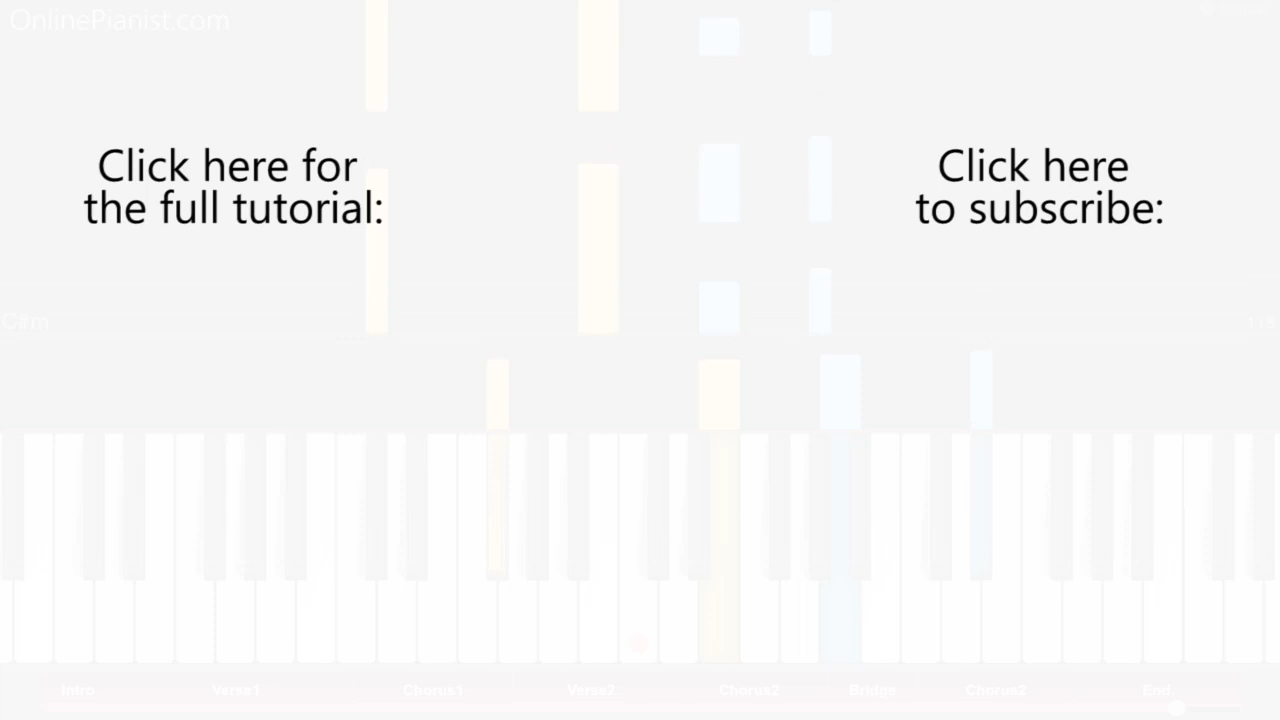 OnlinePianist.com
Click here for
the full tutorial:
Click here
to subscribe:
C#m
Intro
Verse1
Chorus1
Verse2
Chorus2
Bridge
Chorus2
End